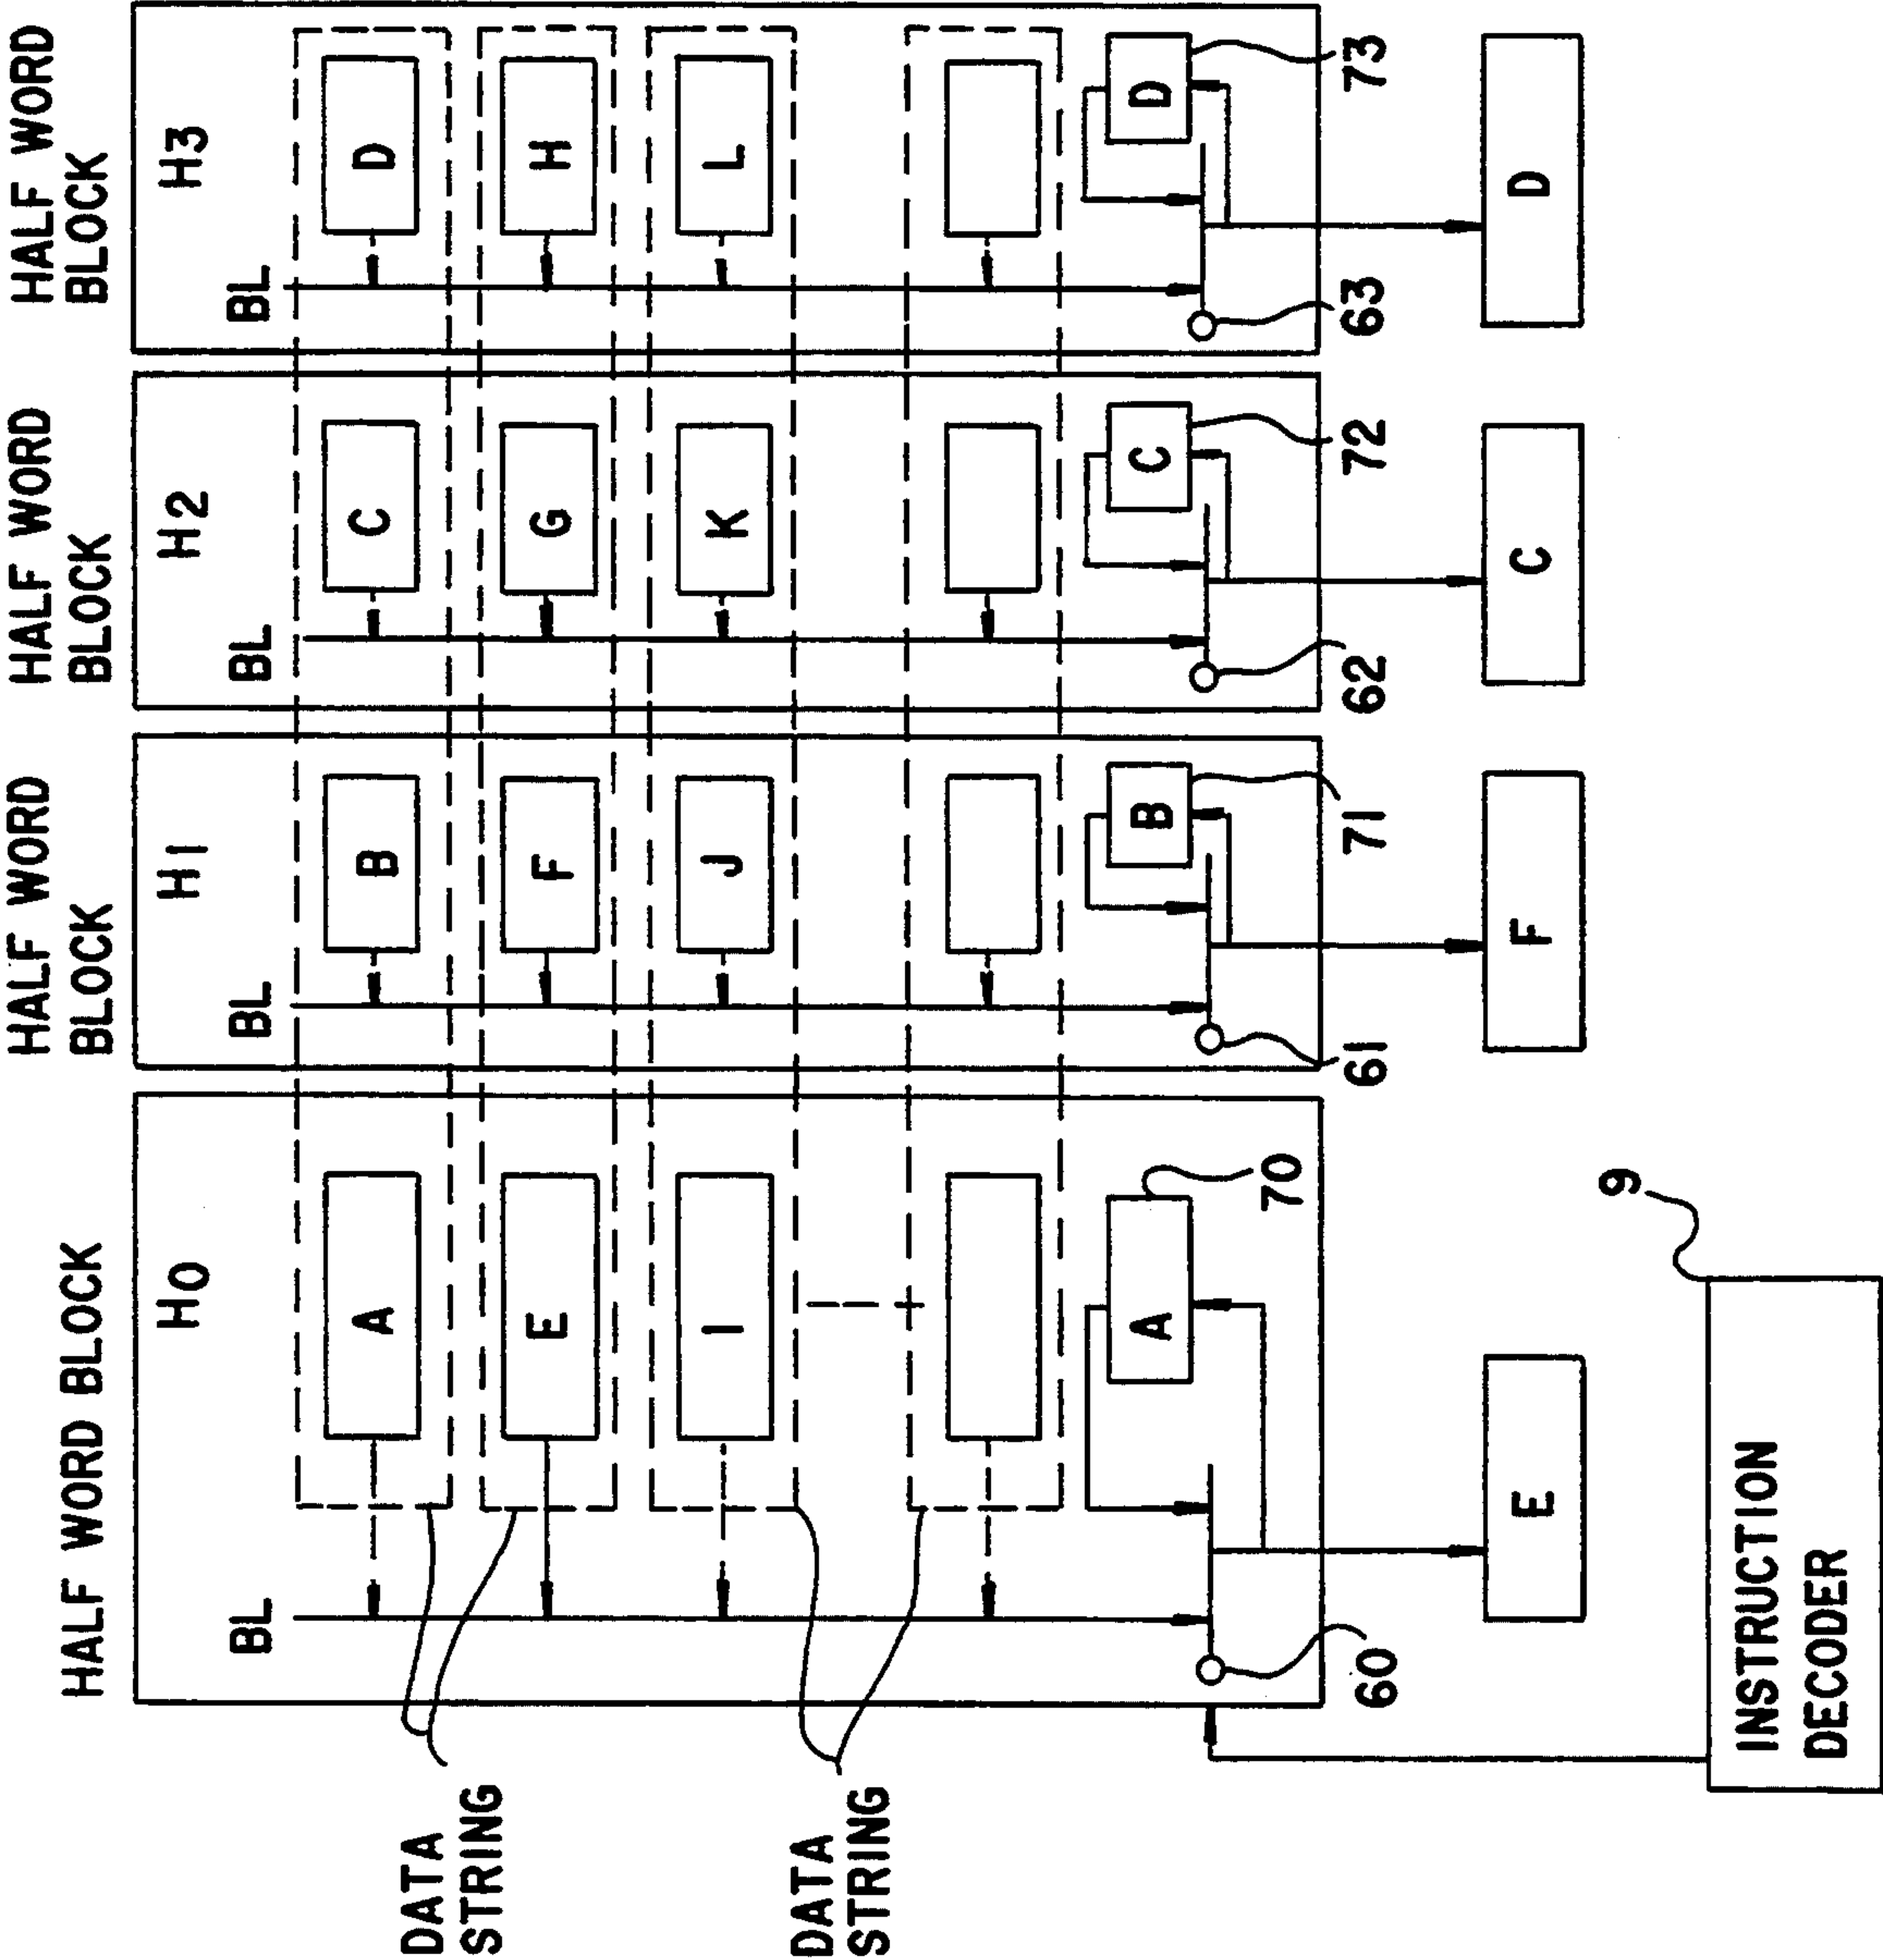 HALF WORD BLOCK
HALF WORD
BLOCK
HALF WORD
BLOCK
HALF WORD
BLOCK
H0
H1
H2
H3
BL
BL
BL
BL
DATA
STRING
A
B
C
D
E
F
G
H
DATA
STRING
I
J
K
L
A
B
C
D
70
71
72
73
60
61
62
63
E
F
C
D
9
INSTRUCTION
DECODER